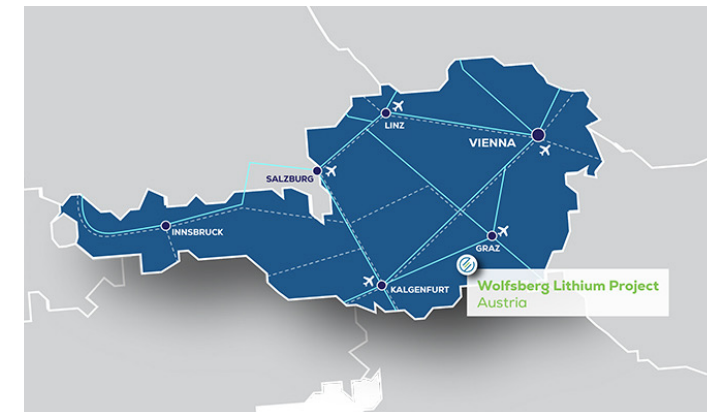 LINZ
VIENNA
SALZBURG
INNSBRUCK
GRAZ
KALGENFURT
Wolfsberg Lithium Project
Austria